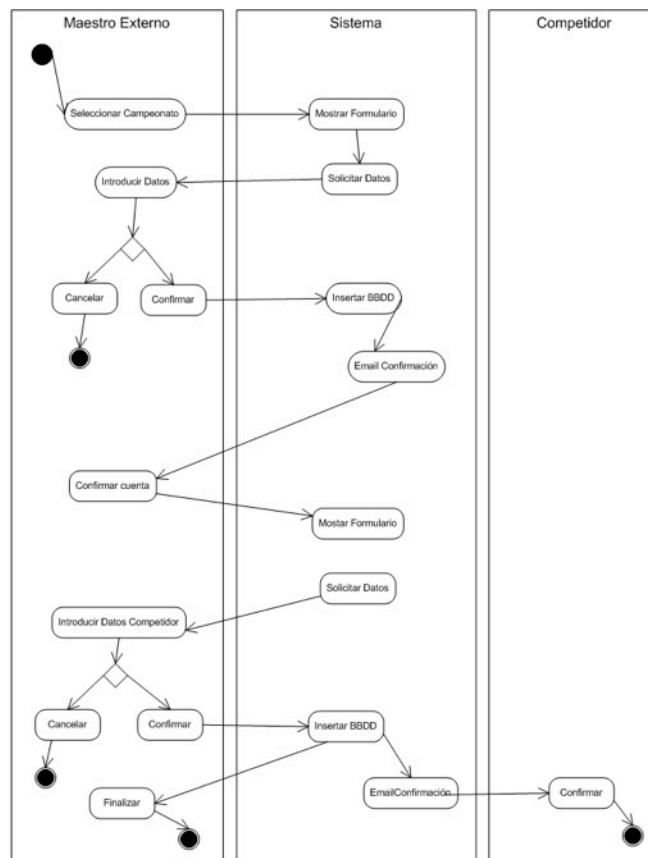 Maestro Externo
Sistema
Competidor
Seleccionar Campeonato
Mostrar Formulario
Solicitar Datos
Introducir Datos
Cancelar
Confirmar
Insertar BBDD
Email Confirmación
Confirmar cuenta
Mostar Formulario
Solicitar Datos
Introducir Datos Competidor
Cancelar
Confirmar
Insertar BBDD
Finalizar
EmailConfirmación
Confirmar